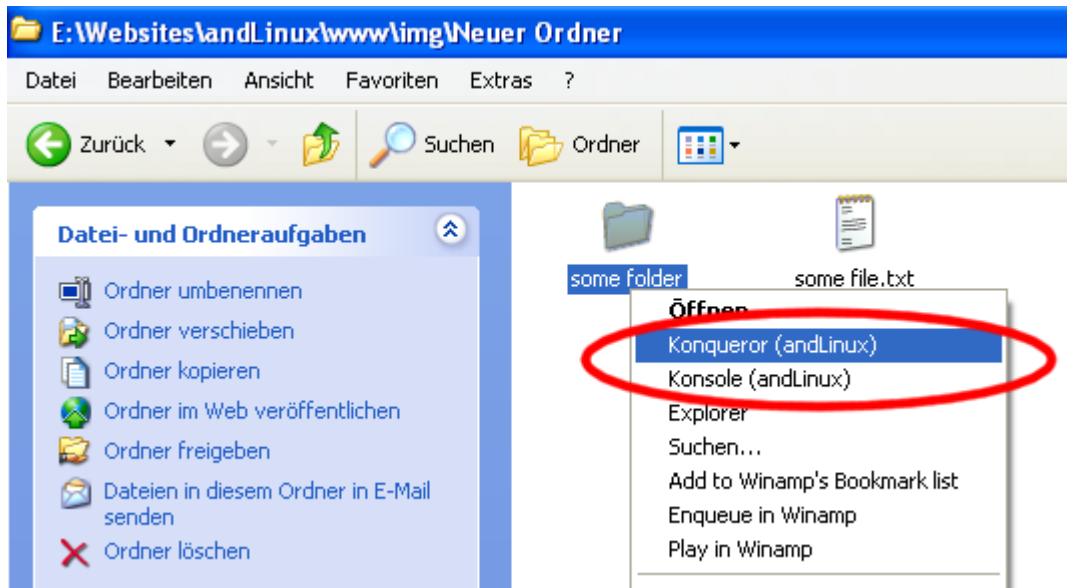 E:\Websites\andLinux\www\img\Neuer Ordner
Datei Bearbeiten Ansicht Favoriten Extras ?
Zurück Suchen Ordner
Datei- und Ordneraufgaben
Ordner umbenennen
Ordner verschieben
Ordner kopieren
Ordner im Web veröffentlichen
Ordner freigeben
Dateien in diesem Ordner in E-Mail
senden
Ordner löschen
some folder
some file.txt
Öffnen
Konqueror (andLinux)
Konsole (andLinux)
Explorer
Suchen...
Add to Winamp's Bookmark list
Enqueue in Winamp
Play in Winamp